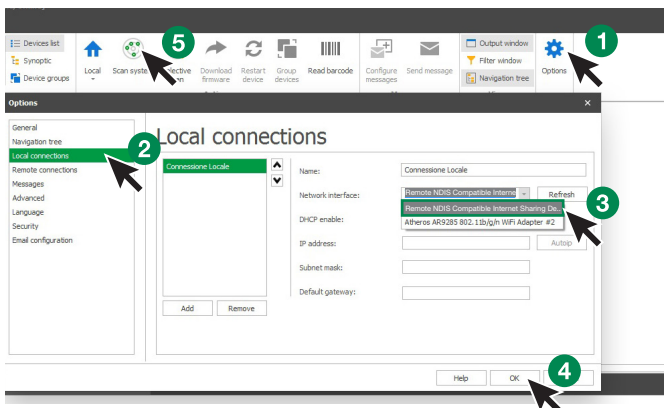 Devices list
Synoptic
Device groups
Local
Scan syste
5
elective
en
Download
firmware
Restart
device
Group
devices
Read barcode
Configure
messages
Send message
Output window
Filter window
Navigation tree
Options
1
Options
×
General
Navigation tree
Local connections
Remote connections
Messages
Advanced
Language
Security
Email configuration
2
Local connections
Connessione Locale
Name:
Connessione Locale
Network interface:
Remote NDIS Compatible Interne
Refresh
Remote NDIS Compatible Internet Sharing De..
Atheros AR9285 802.11b/g/n WiFi Adapter #2
3
DHCP enable:
IP address:
Autoip
Subnet mask:
Default gateway:
Add
Remove
Help
OK
4